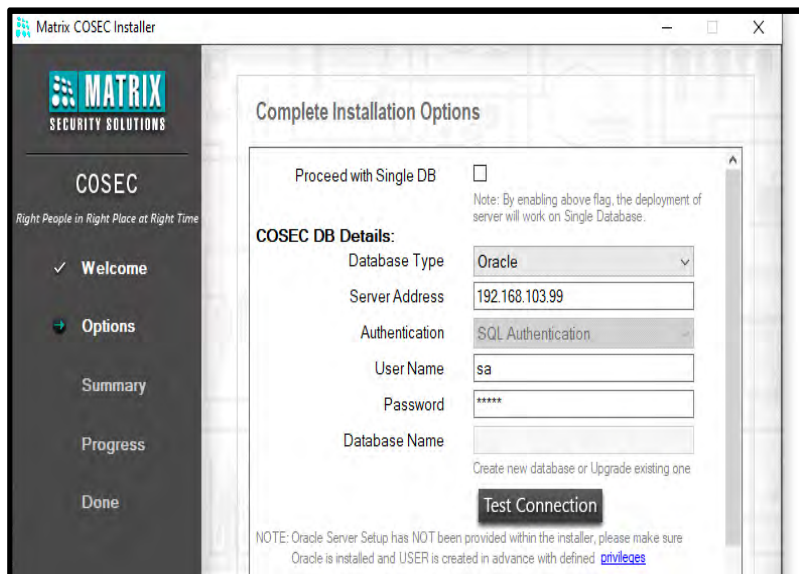 Matrix COSEC Installer
MATRIX
SECURITY SOLUTIONS
COSEC
Right People in Right Place at Right Time
Welcome
Options
Summary
Progress
Done
Complete Installation Options
Proceed with Single DB
Note: By enabling above flag, the deployment of
server will work on Single Database.
COSEC DB Details:
Database Type Oracle
Server Address 192.168.103.99
Authentication SQL Authentication
User Name sa
Password *****
Database Name
Create new database or Upgrade existing one
Test Connection
NOTE: Oracle Server Setup has NOT been provided within the installer, please make sure
Oracle is installed and USER is created in advance with defined privileges